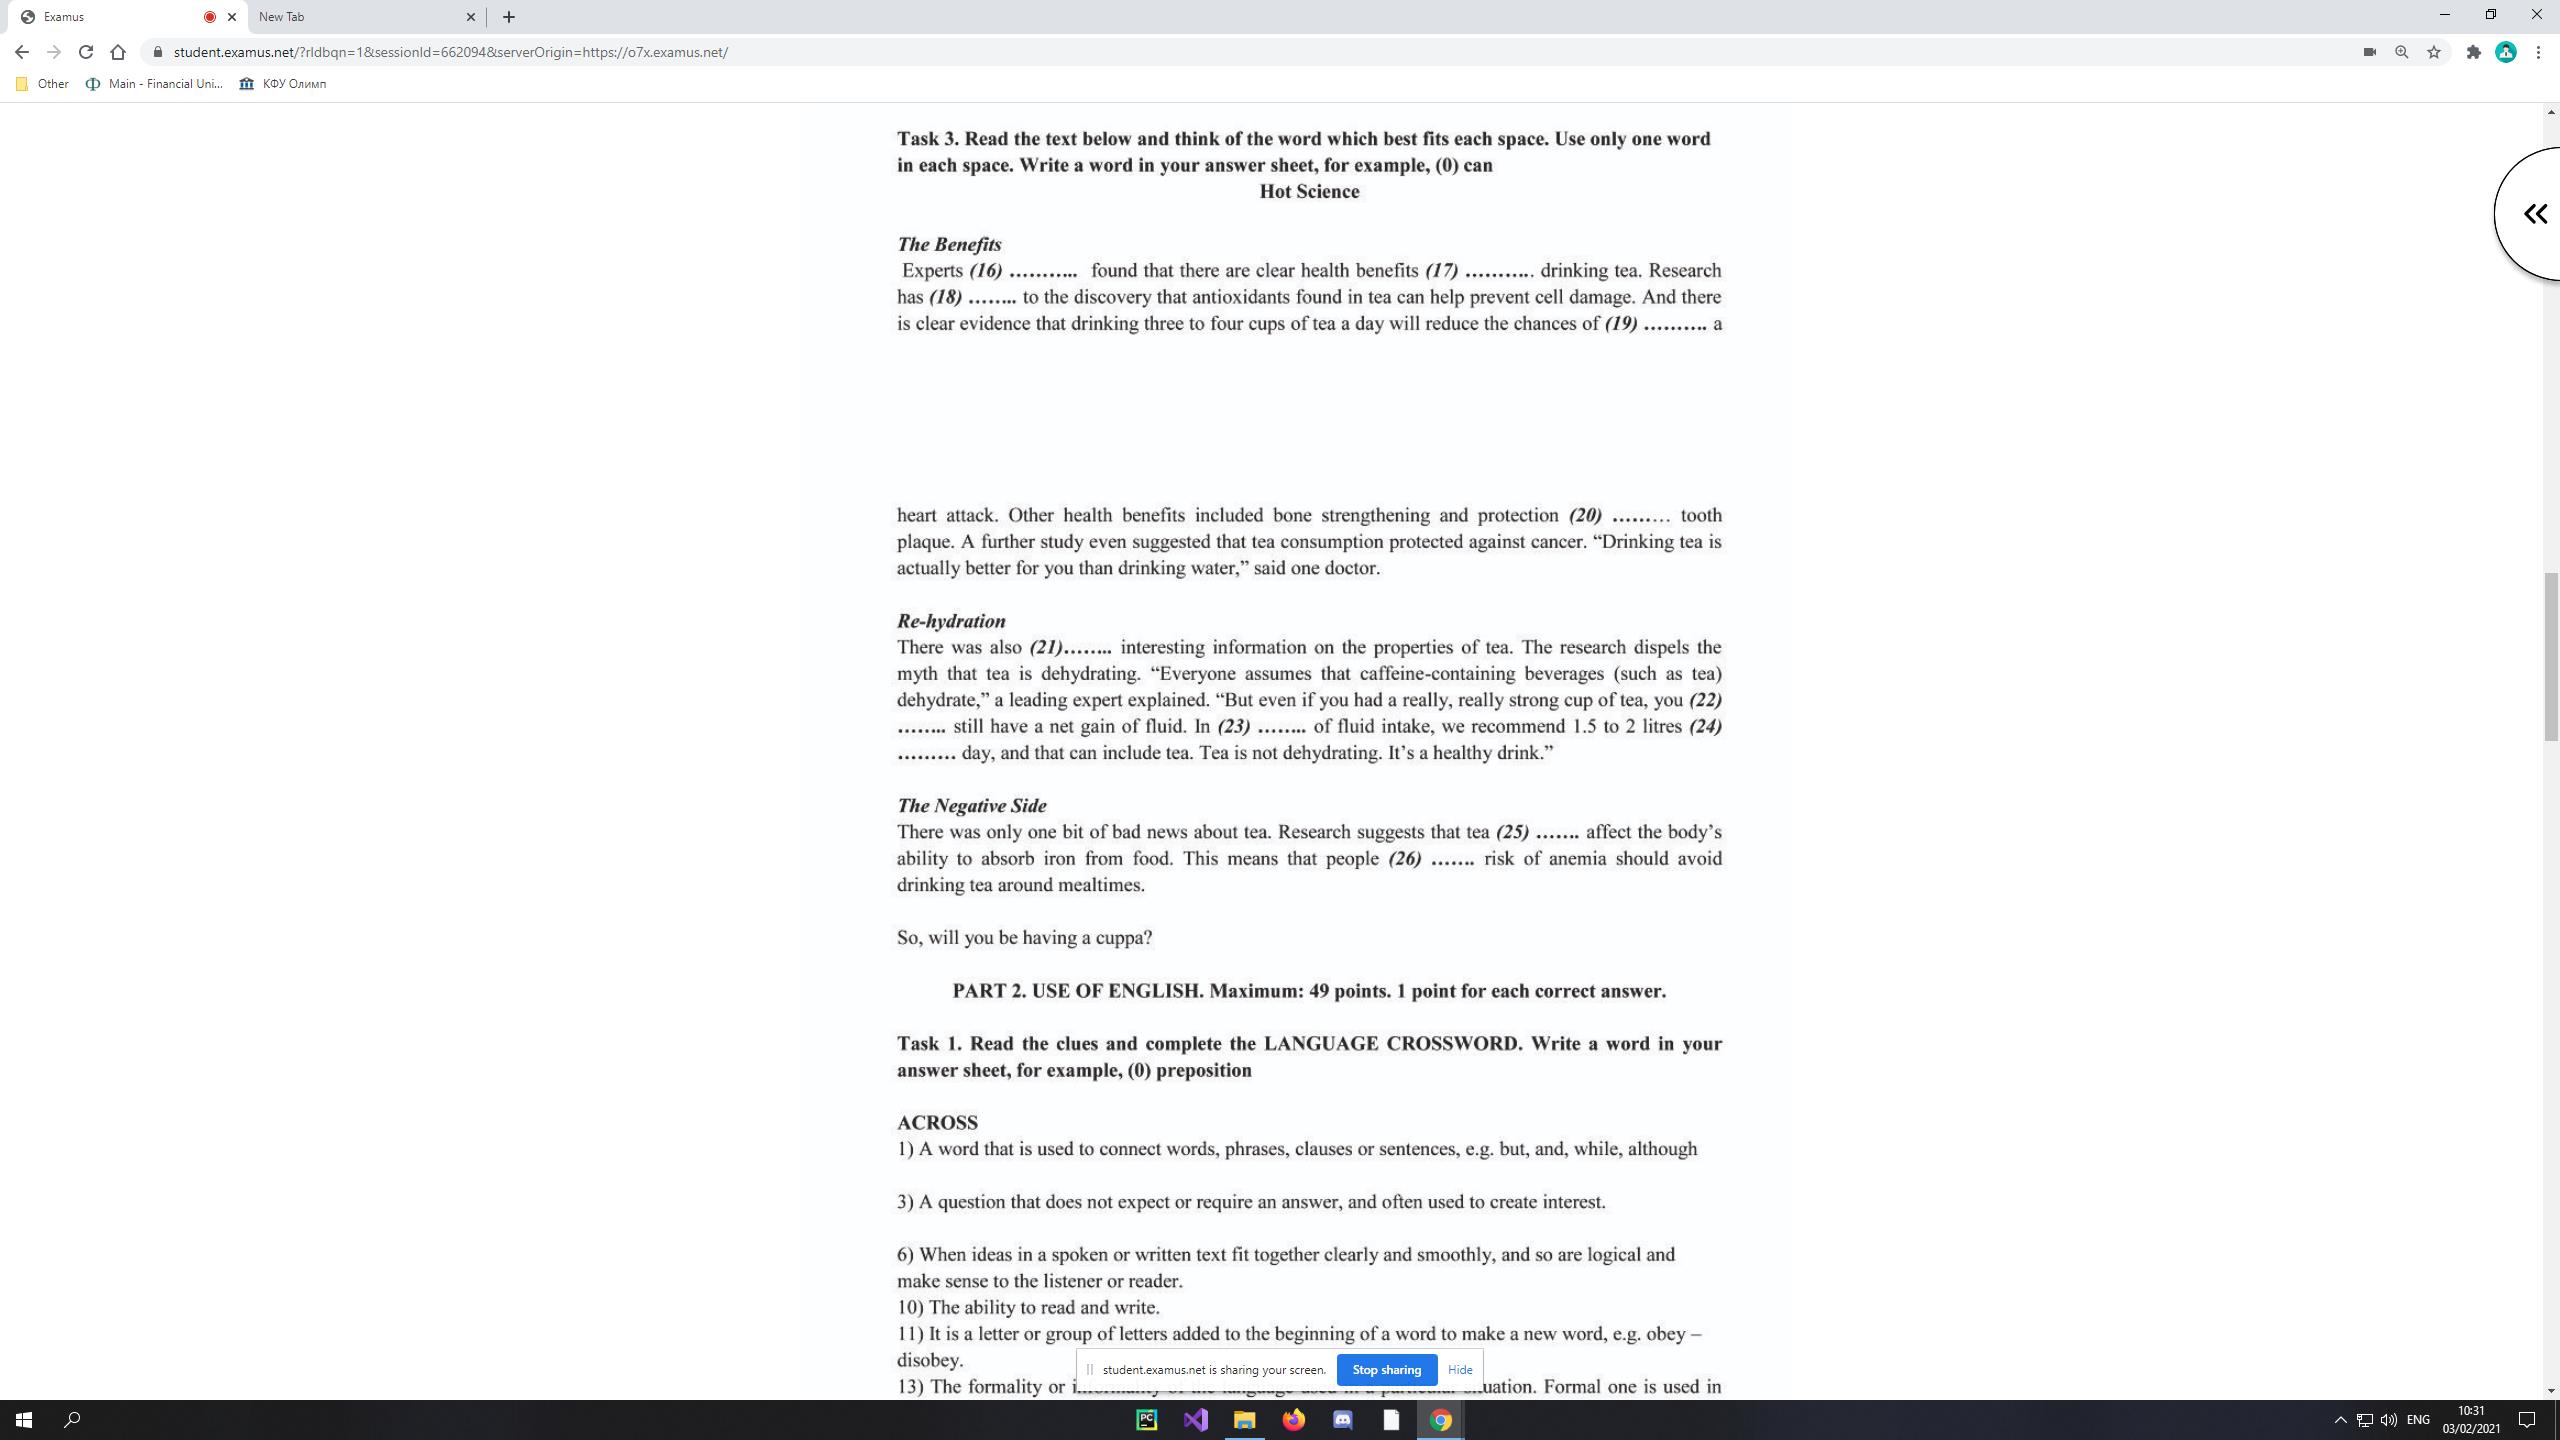 Examus
New Tab
student.examus.net/?rldbqn=1&sessionId=662094&serverOrigin=https://o7x.examus.net/
Other
Main - Financial Uni...
КФУ Олимп
Task 3. Read the text below and think of the word which best fits each space. Use only one word
in each space. Write a word in your answer sheet, for example, (0) can
Hot Science
The Benefits
Experts (16) ……….. found that there are clear health benefits (17) ……….. drinking tea. Research
has (18) …….. to the discovery that antioxidants found in tea can help prevent cell damage. And there
is clear evidence that drinking three to four cups of tea a day will reduce the chances of (19) ………. a
heart attack. Other health benefits included bone strengthening and protection (20) ……… tooth
plaque. A further study even suggested that tea consumption protected against cancer. “Drinking tea is
actually better for you than drinking water,” said one doctor.
Re-hydration
There was also (21)…….. interesting information on the properties of tea. The research dispels the
myth that tea is dehydrating. “Everyone assumes that caffeine-containing beverages (such as tea)
dehydrate,” a leading expert explained. “But even if you had a really, really strong cup of tea, you (22)
…….. still have a net gain of fluid. In (23) …….. of fluid intake, we recommend 1.5 to 2 litres (24)
……… day, and that can include tea. Tea is not dehydrating. It’s a healthy drink.”
The Negative Side
There was only one bit of bad news about tea. Research suggests that tea (25) ……. affect the body’s
ability to absorb iron from food. This means that people (26) ……. risk of anemia should avoid
drinking tea around mealtimes.
So, will you be having a cuppa?
PART 2. USE OF ENGLISH. Maximum: 49 points. 1 point for each correct answer.
Task 1. Read the clues and complete the LANGUAGE CROSSWORD. Write a word in your
answer sheet, for example, (0) preposition
ACROSS
1) A word that is used to connect words, phrases, clauses or sentences, e.g. but, and, while, although
3) A question that does not expect or require an answer, and often used to create interest.
6) When ideas in a spoken or written text fit together clearly and smoothly, and so are logical and
make sense to the listener or reader.
10) The ability to read and write.
11) It is a letter or group of letters added to the beginning of a word to make a new word, e.g. obey –
disobey.
student.examus.net is sharing your screen.
Stop sharing
Hide
13) The formality or
Formal one is used in
PC
ENG
10:31
03/02/2021